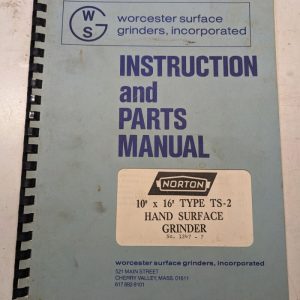 W
G
S
worcester surface
grinders, incorporated
INSTRUCTION
and
PARTS
MANUAL
NORTON
10" x 16" TYPE TS-2
HAND SURFACE
GRINDER
worcester surface grinders, incorporated
521 MAIN STREET
CHERRY VALLEY, MASS. 01611